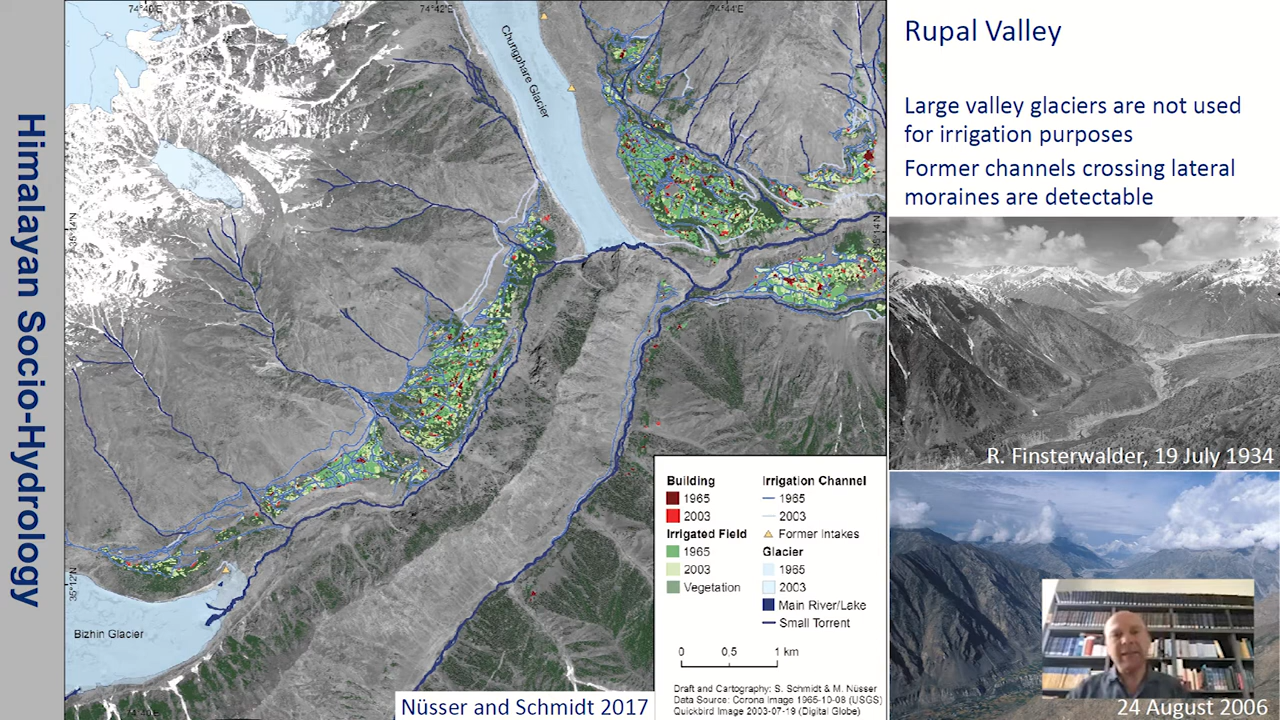 Himalayan Socio-Hydrology
74°40'E
74°42'E
74°44'E
Chungphare Glacier
35°14'N
35°14'N
35°12'N
Bizhin Glacier
Building
1965
2003
Irrigated Field
1965
2003
Vegetation
Irrigation Channel
1965
2003
Former Intakes
Glacier
1965
2003
Main River/Lake
Small Torrent
0 0.5 1 km
Draft and Cartography: S. Schmidt & M. Nüsser
Data Source: Corona Image 1965-10-08 (USGS)
Quickbird Image 2003-07-19 (Digital Globe)
Nüsser and Schmidt 2017
Rupal Valley
Large valley glaciers are not used
for irrigation purposes
Former channels crossing lateral
moraines are detectable
R. Finsterwalder, 19 July 1934
24 August 2006